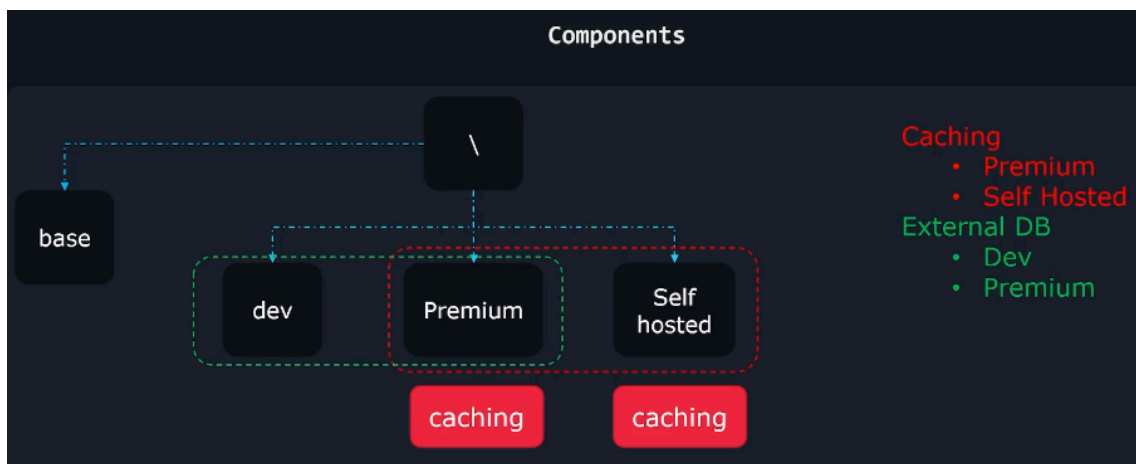 Components
\
base
dev
Premium
Self
hosted
caching
caching
Caching
• Premium
• Self Hosted
External DB
• Dev
• Premium